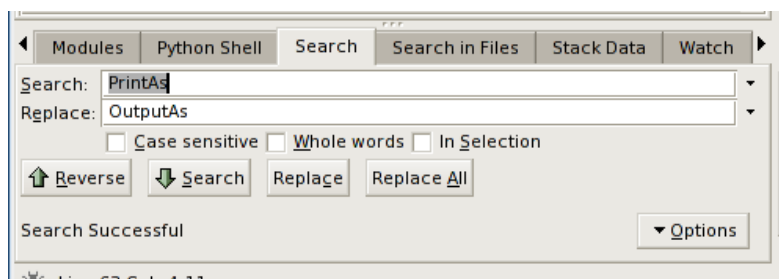 Modules Python Shell Search Search in Files Stack Data Watch
Search: PrintAs
Replace: OutputAs
Case sensitive Whole words In Selection
Reverse Search Replace Replace All
Search Successful Options